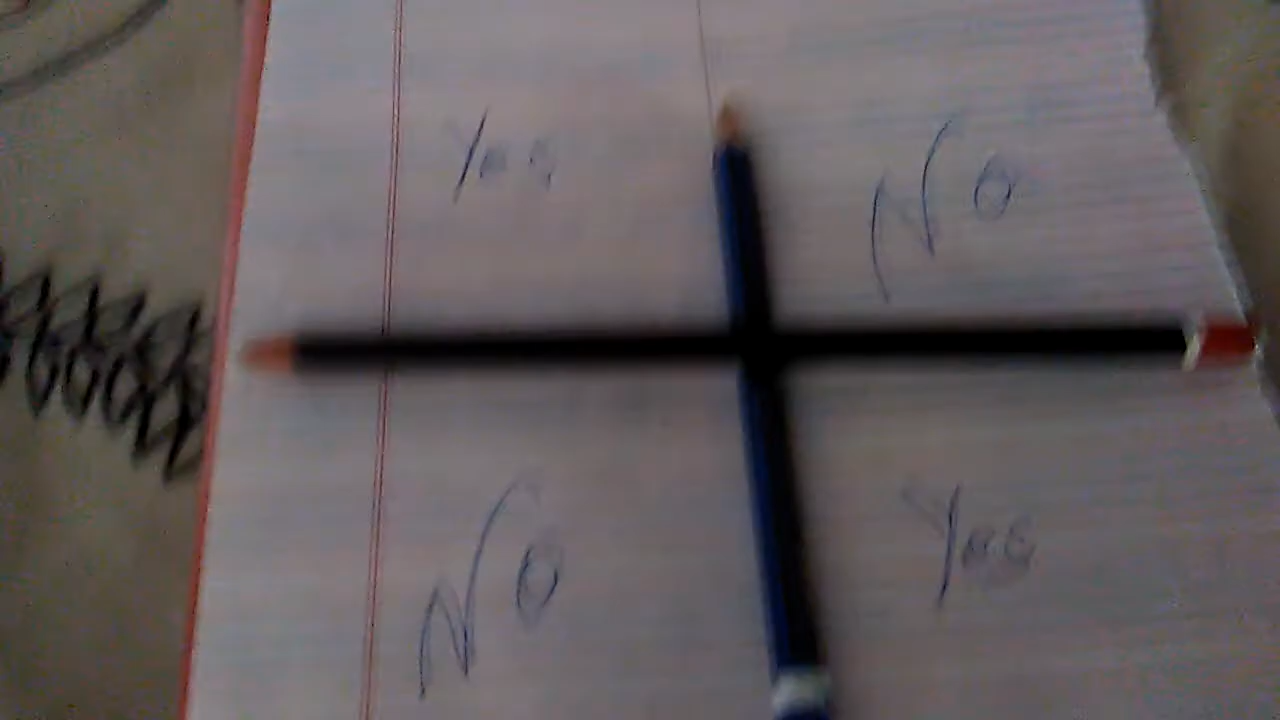 Yes NO
NO Yes